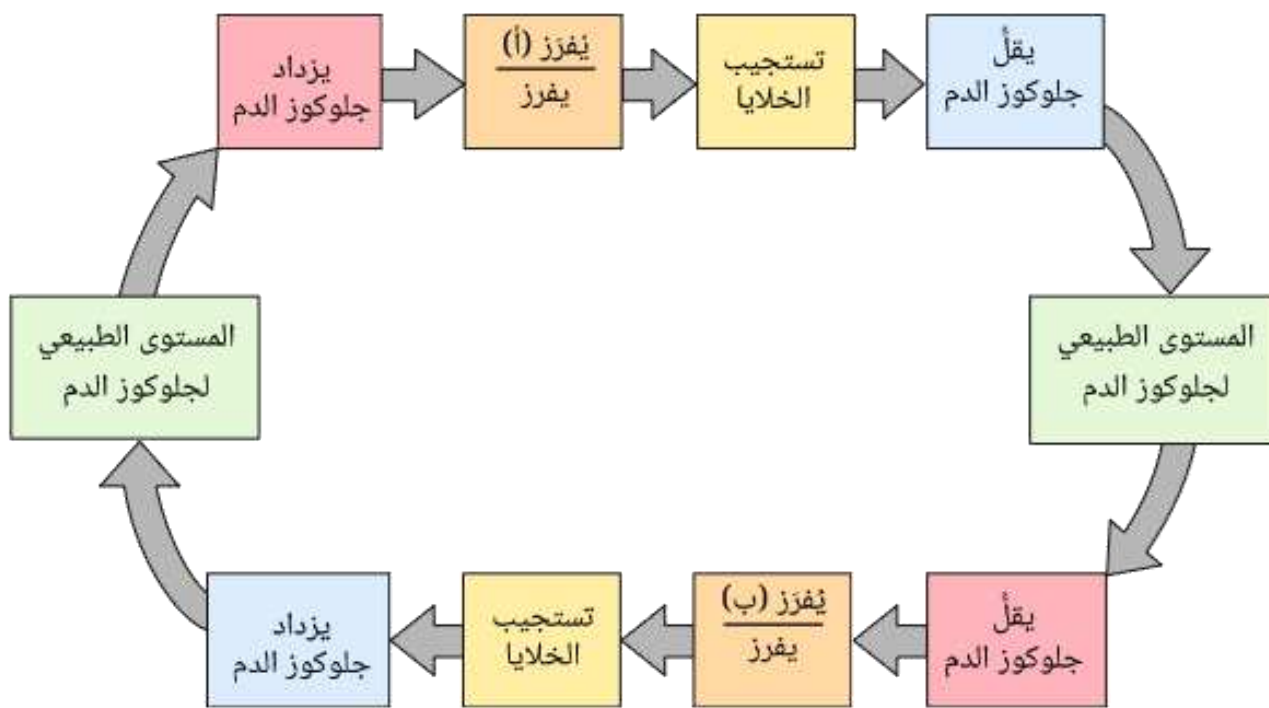 يزداد
جلوكوز الدم
يُفرَز (أ)
يفرز
تستجيب
الخلايا
يقلُّ
جلوكوز الدم
المستوى الطبيعي
لجلوكوز الدم
المستوى الطبيعي
لجلوكوز الدم
يقلُّ
جلوكوز الدم
يُفرَز (ب)
يفرز
تستجيب
الخلايا
يزداد
جلوكوز الدم